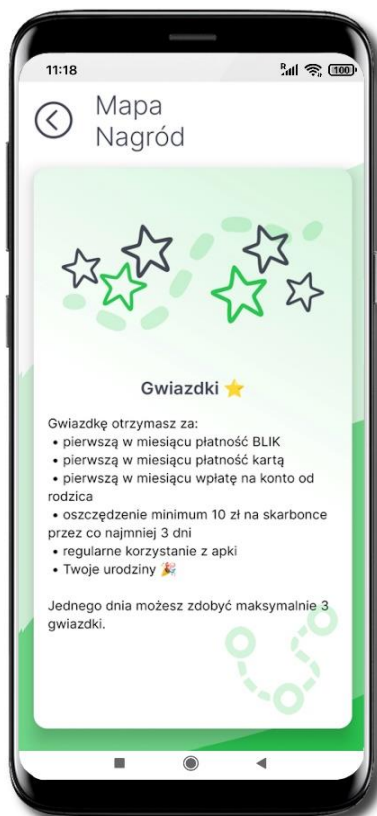 11:18
R
100
Mapa
Nagród
Gwiazdki ⭐
Gwiazdkę otrzymasz za:
• pierwszą w miesiącu płatność BLIK
• pierwszą w miesiącu płatność kartą
• pierwszą w miesiącu wpłatę na konto od
rodzica
• oszczędzenie minimum 10 zł na skarbonce
przez co najmniej 3 dni
• regularne korzystanie z apki
• Twoje urodziny 🎉
Jednego dnia możesz zdobyć maksymalnie 3
gwiazdki.